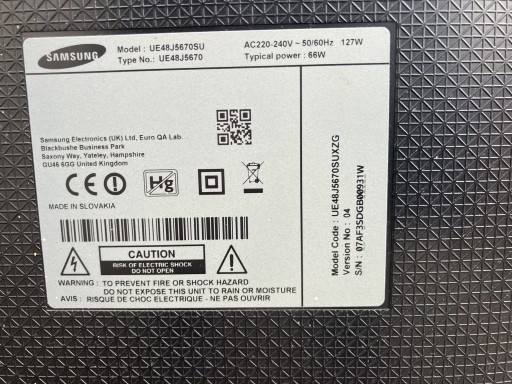 SAMSUNG
Model : UE48J5670SU
Type No.: UE48J5670
AC220-240V ~ 50/60Hz 127W
Typical power : 66W
Samsung Electronics (UK) Ltd, Euro QA Lab.
Blackbushe Business Park
Saxony Way, Yateley, Hampshire
GU46 6GG United Kingdom
CE
Hg
MADE IN SLOVAKIA
CAUTION
RISK OF ELECTRIC SHOCK
DO NOT OPEN
WARNING : TO PREVENT FIRE OR SHOCK HAZARD
DO NOT EXPOSE THIS UNIT TO RAIN OR MOISTURE
AVIS : RISQUE DE CHOC ELECTRIQUE - NE PAS OUVRIR
Model Code : UE48J5670SUXZG
Version No : 04
S/N : 07AF3SDGB00931W